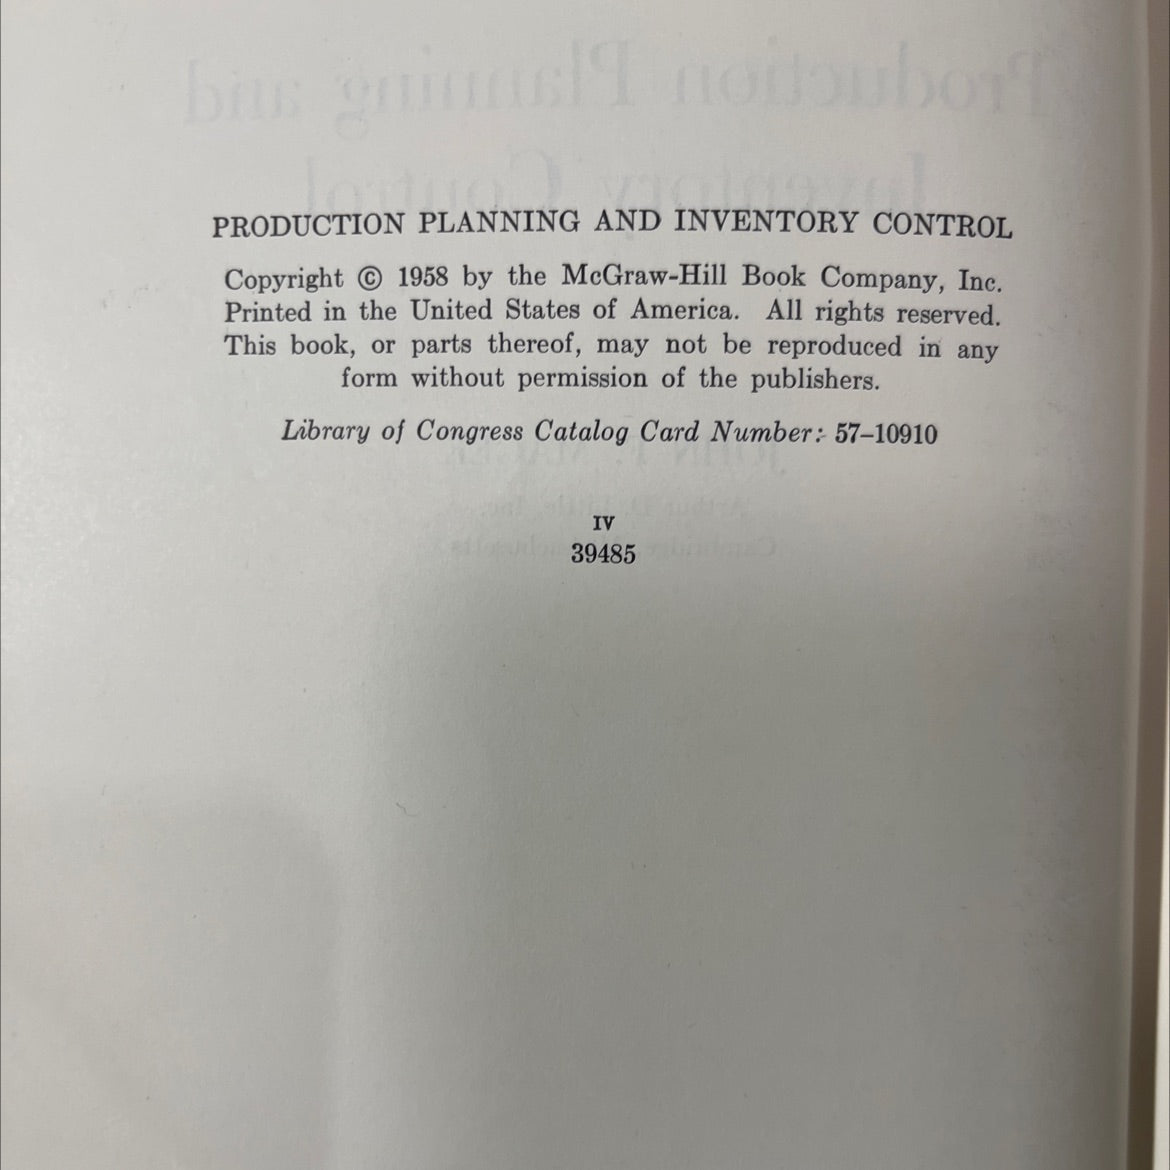 PRODUCTION PLANNING AND INVENTORY CONTROL
Copyright © 1958 by the McGraw-Hill Book Company, Inc.
Printed in the United States of America. All rights reserved.
This book, or parts thereof, may not be reproduced in any
form without permission of the publishers.
Library of Congress Catalog Card Number: 57–10910
IV
39485